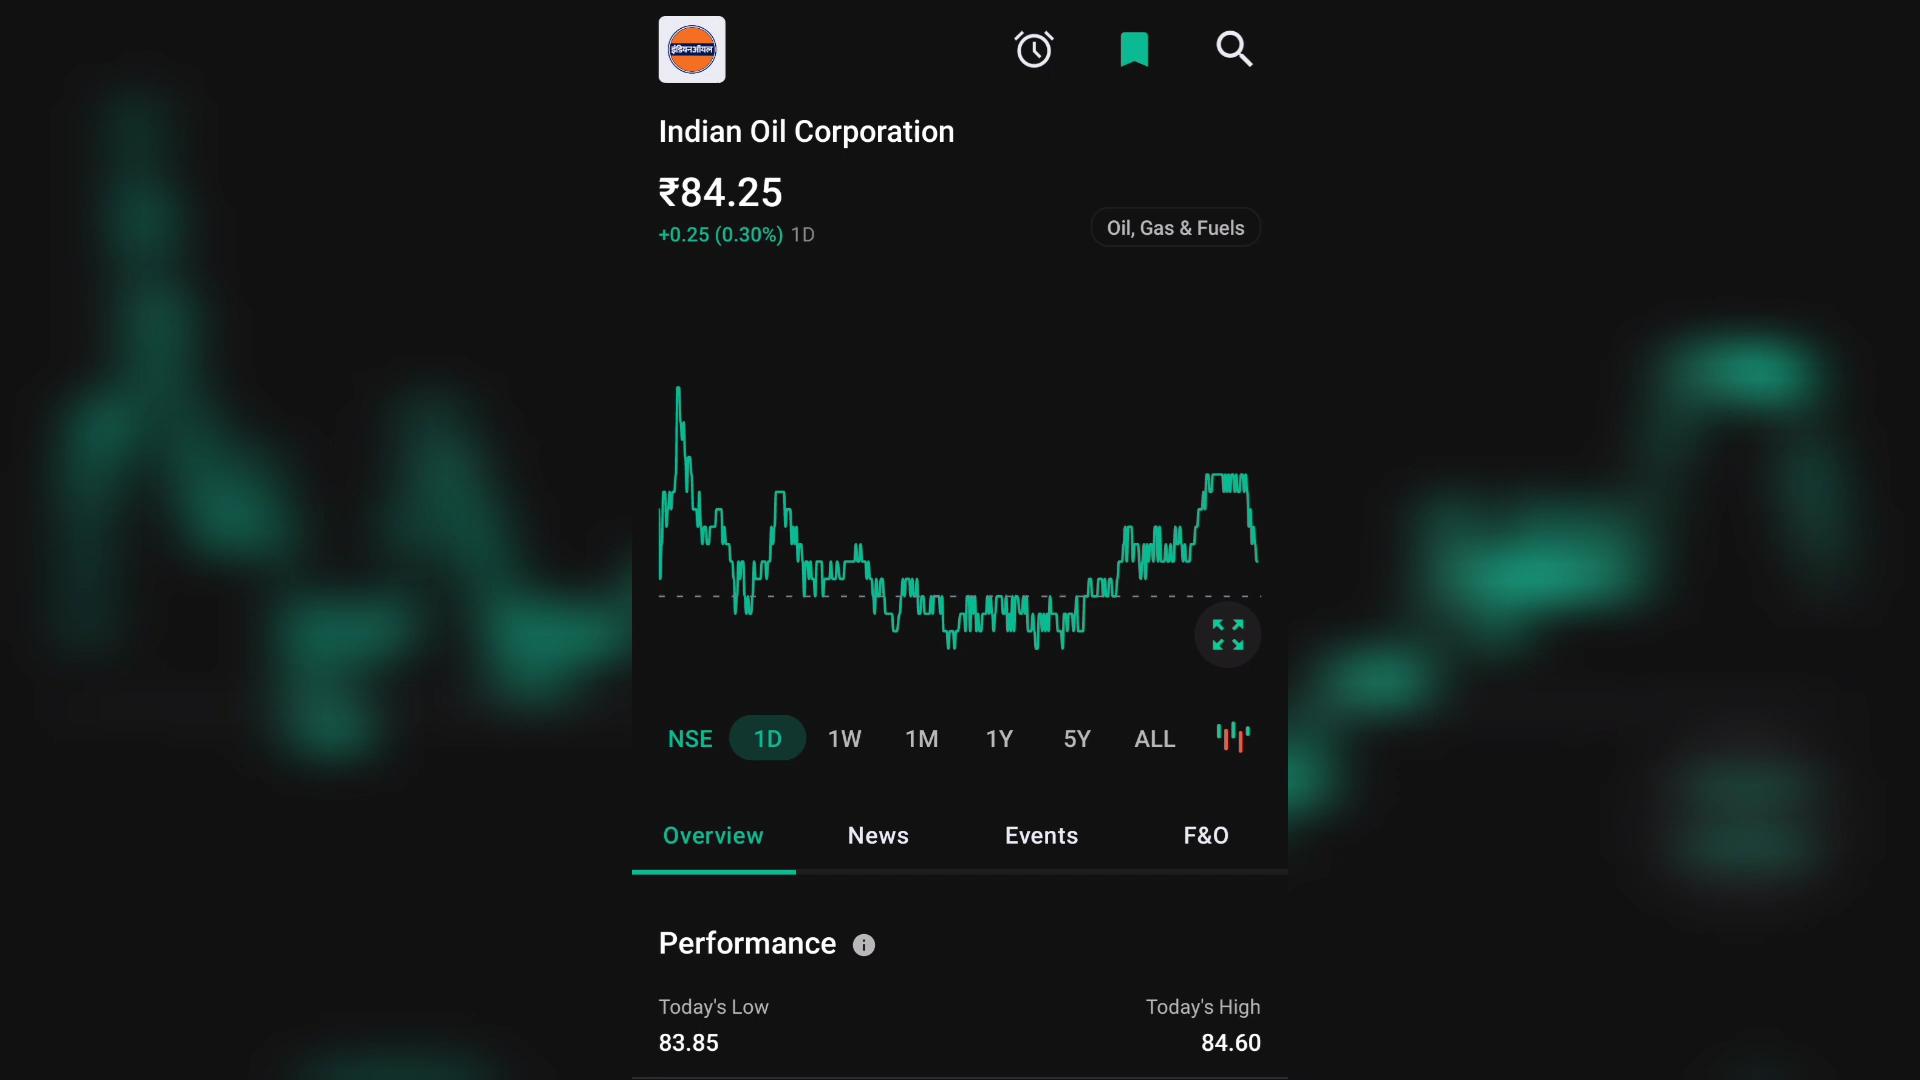 इंडियनऑयल
Indian Oil Corporation
₹84.25
+0.25 (0.30%) 1D
Oil, Gas & Fuels
NSE 1D 1W 1M 1Y 5Y ALL
Overview News Events F&O
Performance
Today's Low Today's High
83.85 84.60